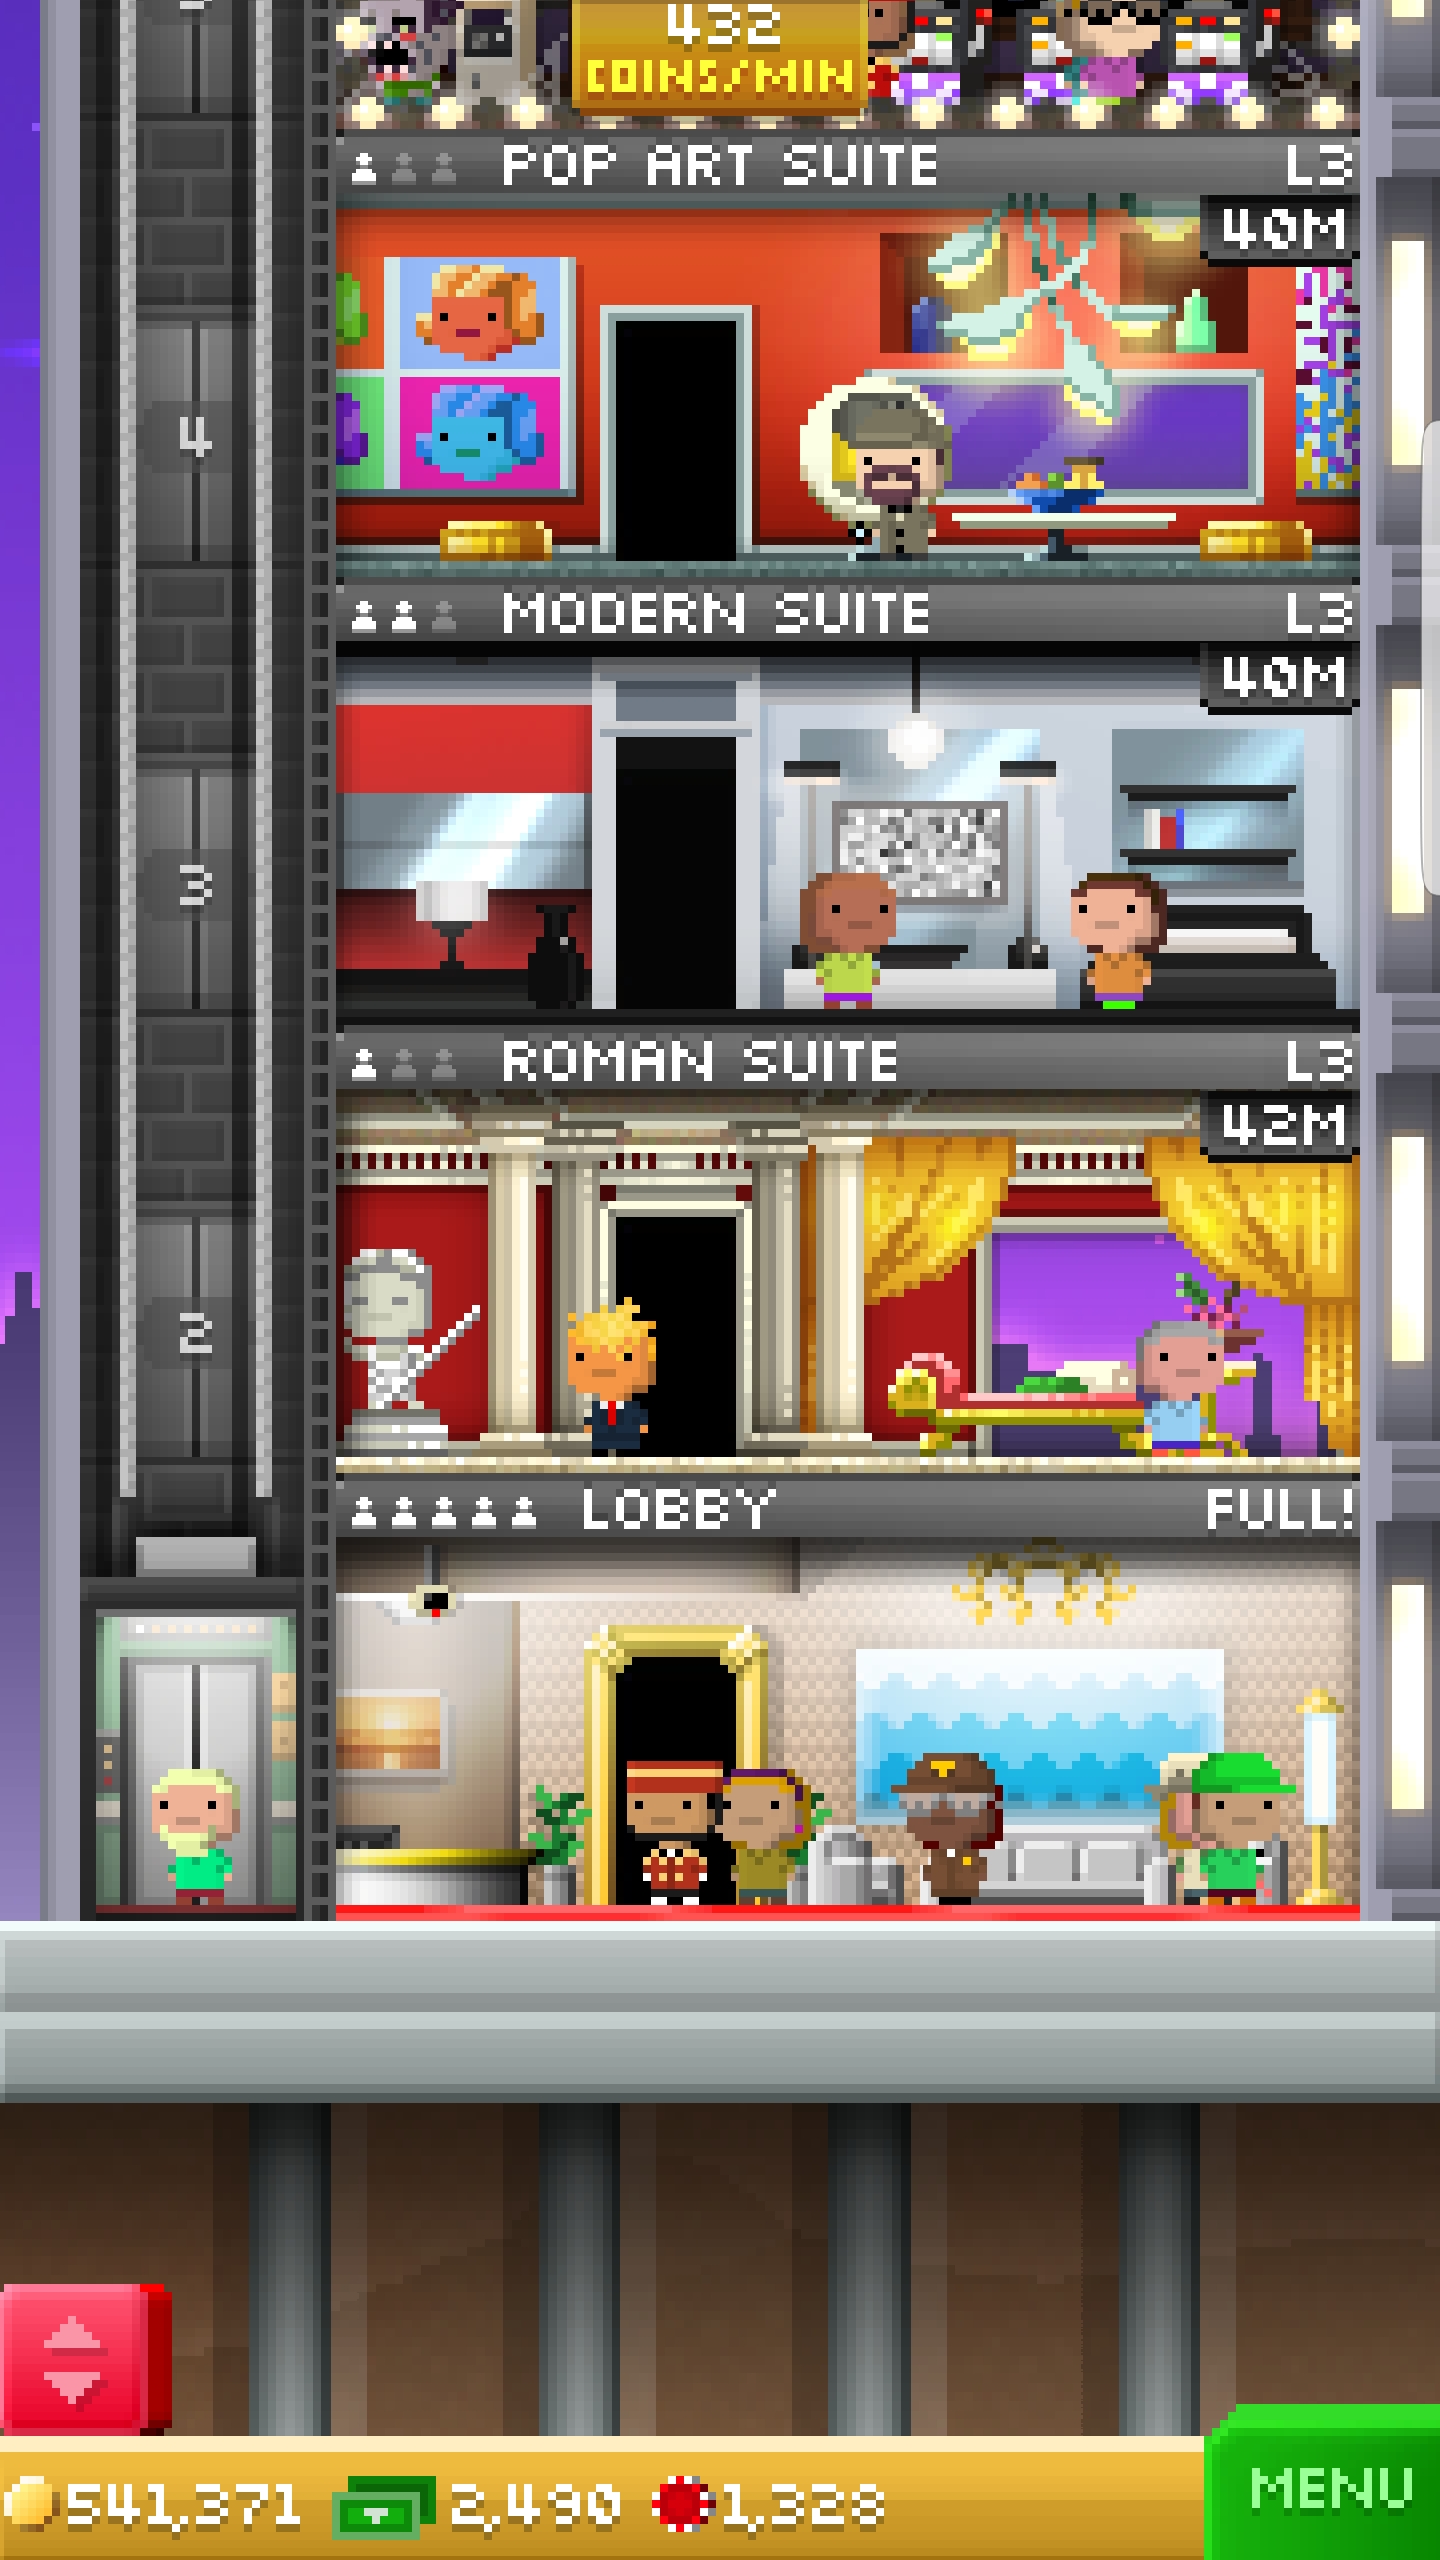 432
COINS/MIN
POP ART SUITE L3
40M
4
MODERN SUITE L3
40M
3
ROMAN SUITE L3
42M
2
LOBBY FULL!
541,371 2,490 1,328
MENU